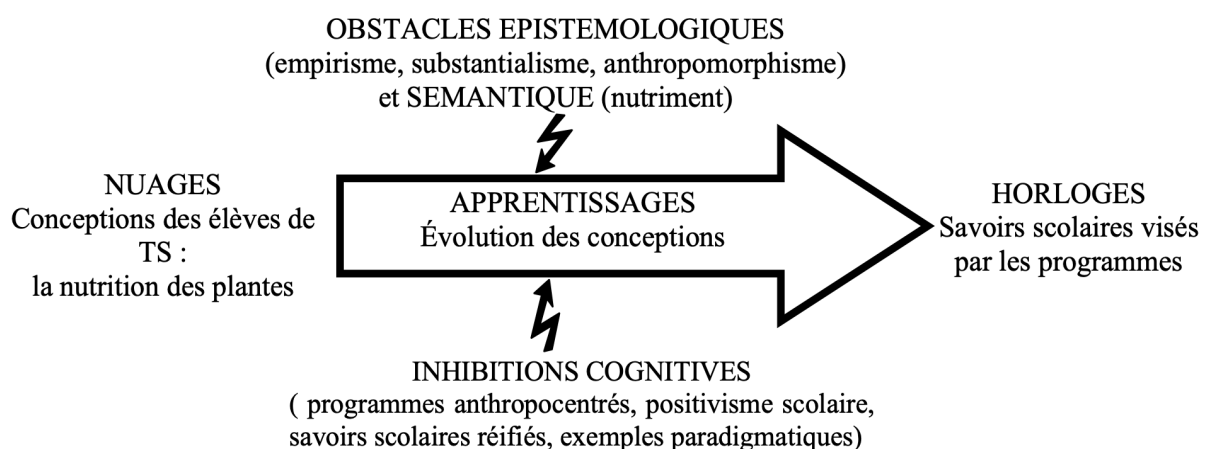 OBSTACLES EPISTEMOLOGIQUES
(empirisme, substantialisme, anthropomorphisme)
et SEMANTIQUE (nutriment)
NUAGES
Conceptions des élèves de
TS :
la nutrition des plantes
APPRENTISSAGES
Évolution des conceptions
HORLOGES
Savoirs scolaires visés
par les programmes
INHIBITIONS COGNITIVES
( programmes anthropocentrés, positivisme scolaire,
savoirs scolaires réifiés, exemples paradigmatiques)